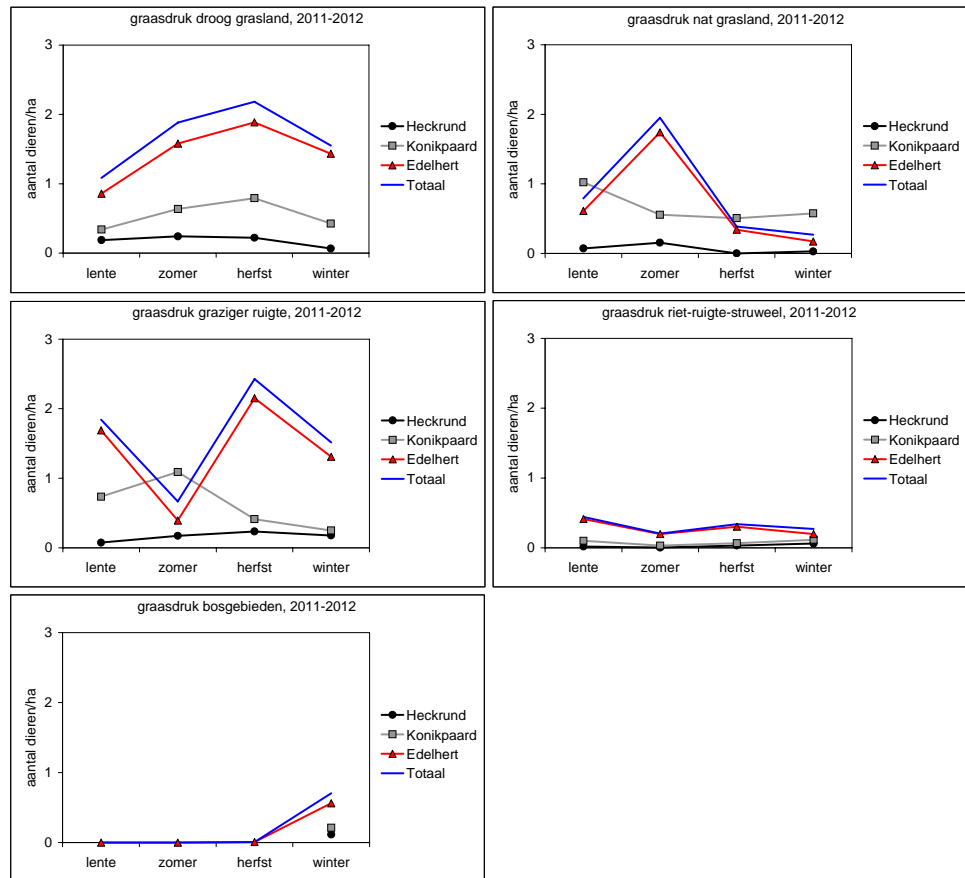 graasdruk droog grasland, 2011-2012
3
2
1
0
aantal dieren/ha
lente zomer herfst winter
Heckrund
Konikpaard
Edelhert
Totaal
graasdruk nat grasland, 2011-2012
3
2
1
0
aantal dieren/ha
lente zomer herfst winter
Heckrund
Konikpaard
Edelhert
Totaal
graasdruk graziger ruigte, 2011-2012
3
2
1
0
aantal dieren/ha
lente zomer herfst winter
Heckrund
Konikpaard
Edelhert
Totaal
graasdruk riet-ruigte-struweel, 2011-2012
3
2
1
0
aantal dieren/ha
lente zomer herfst winter
Heckrund
Konikpaard
Edelhert
Totaal
graasdruk bosgebieden, 2011-2012
3
2
1
0
aantal dieren/ha
lente zomer herfst winter
Heckrund
Konikpaard
Edelhert
Totaal